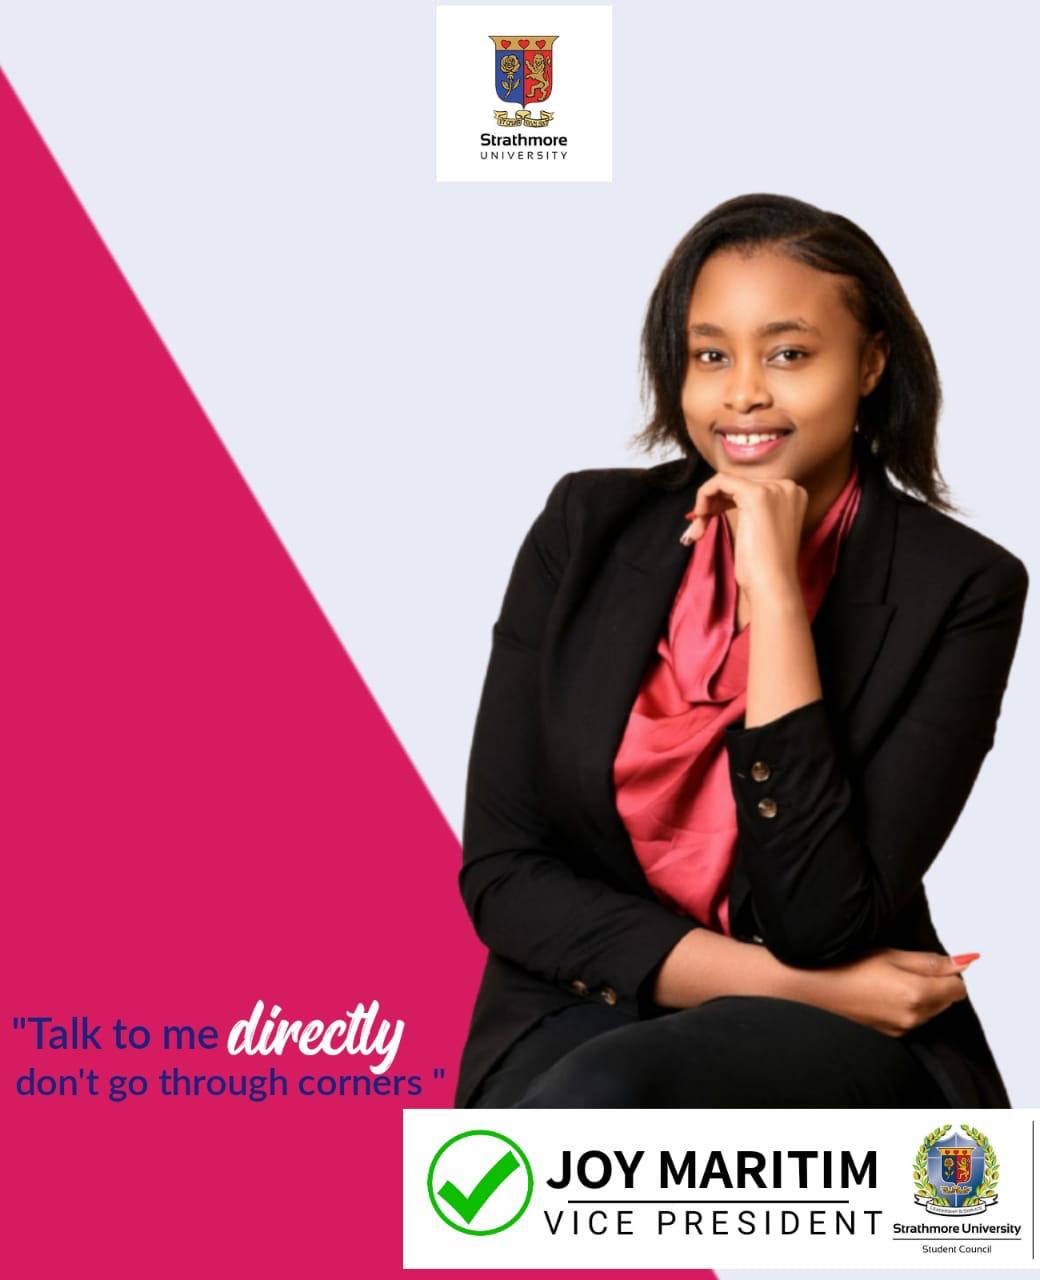 Strathmore
UNIVERSITY
"Talk to me directly
don't go through corners "
JOY MARITIM
VICE PRESIDENT
Strathmore University
Student Council